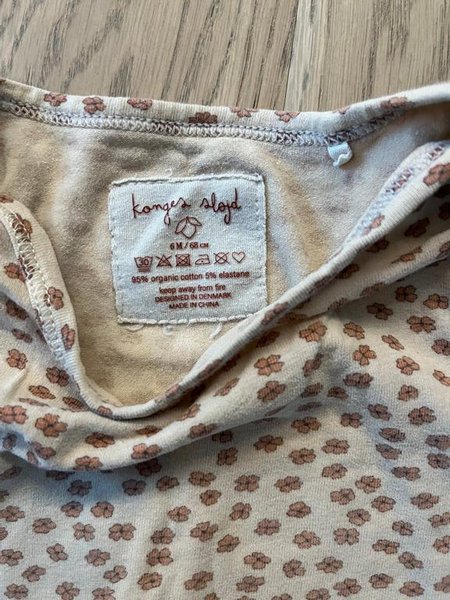 konges sløjd
6 M / 68 CM
95% organic cotton 5% elastane
keep away from fire
DESIGNED IN DENMARK
MADE IN CHINA